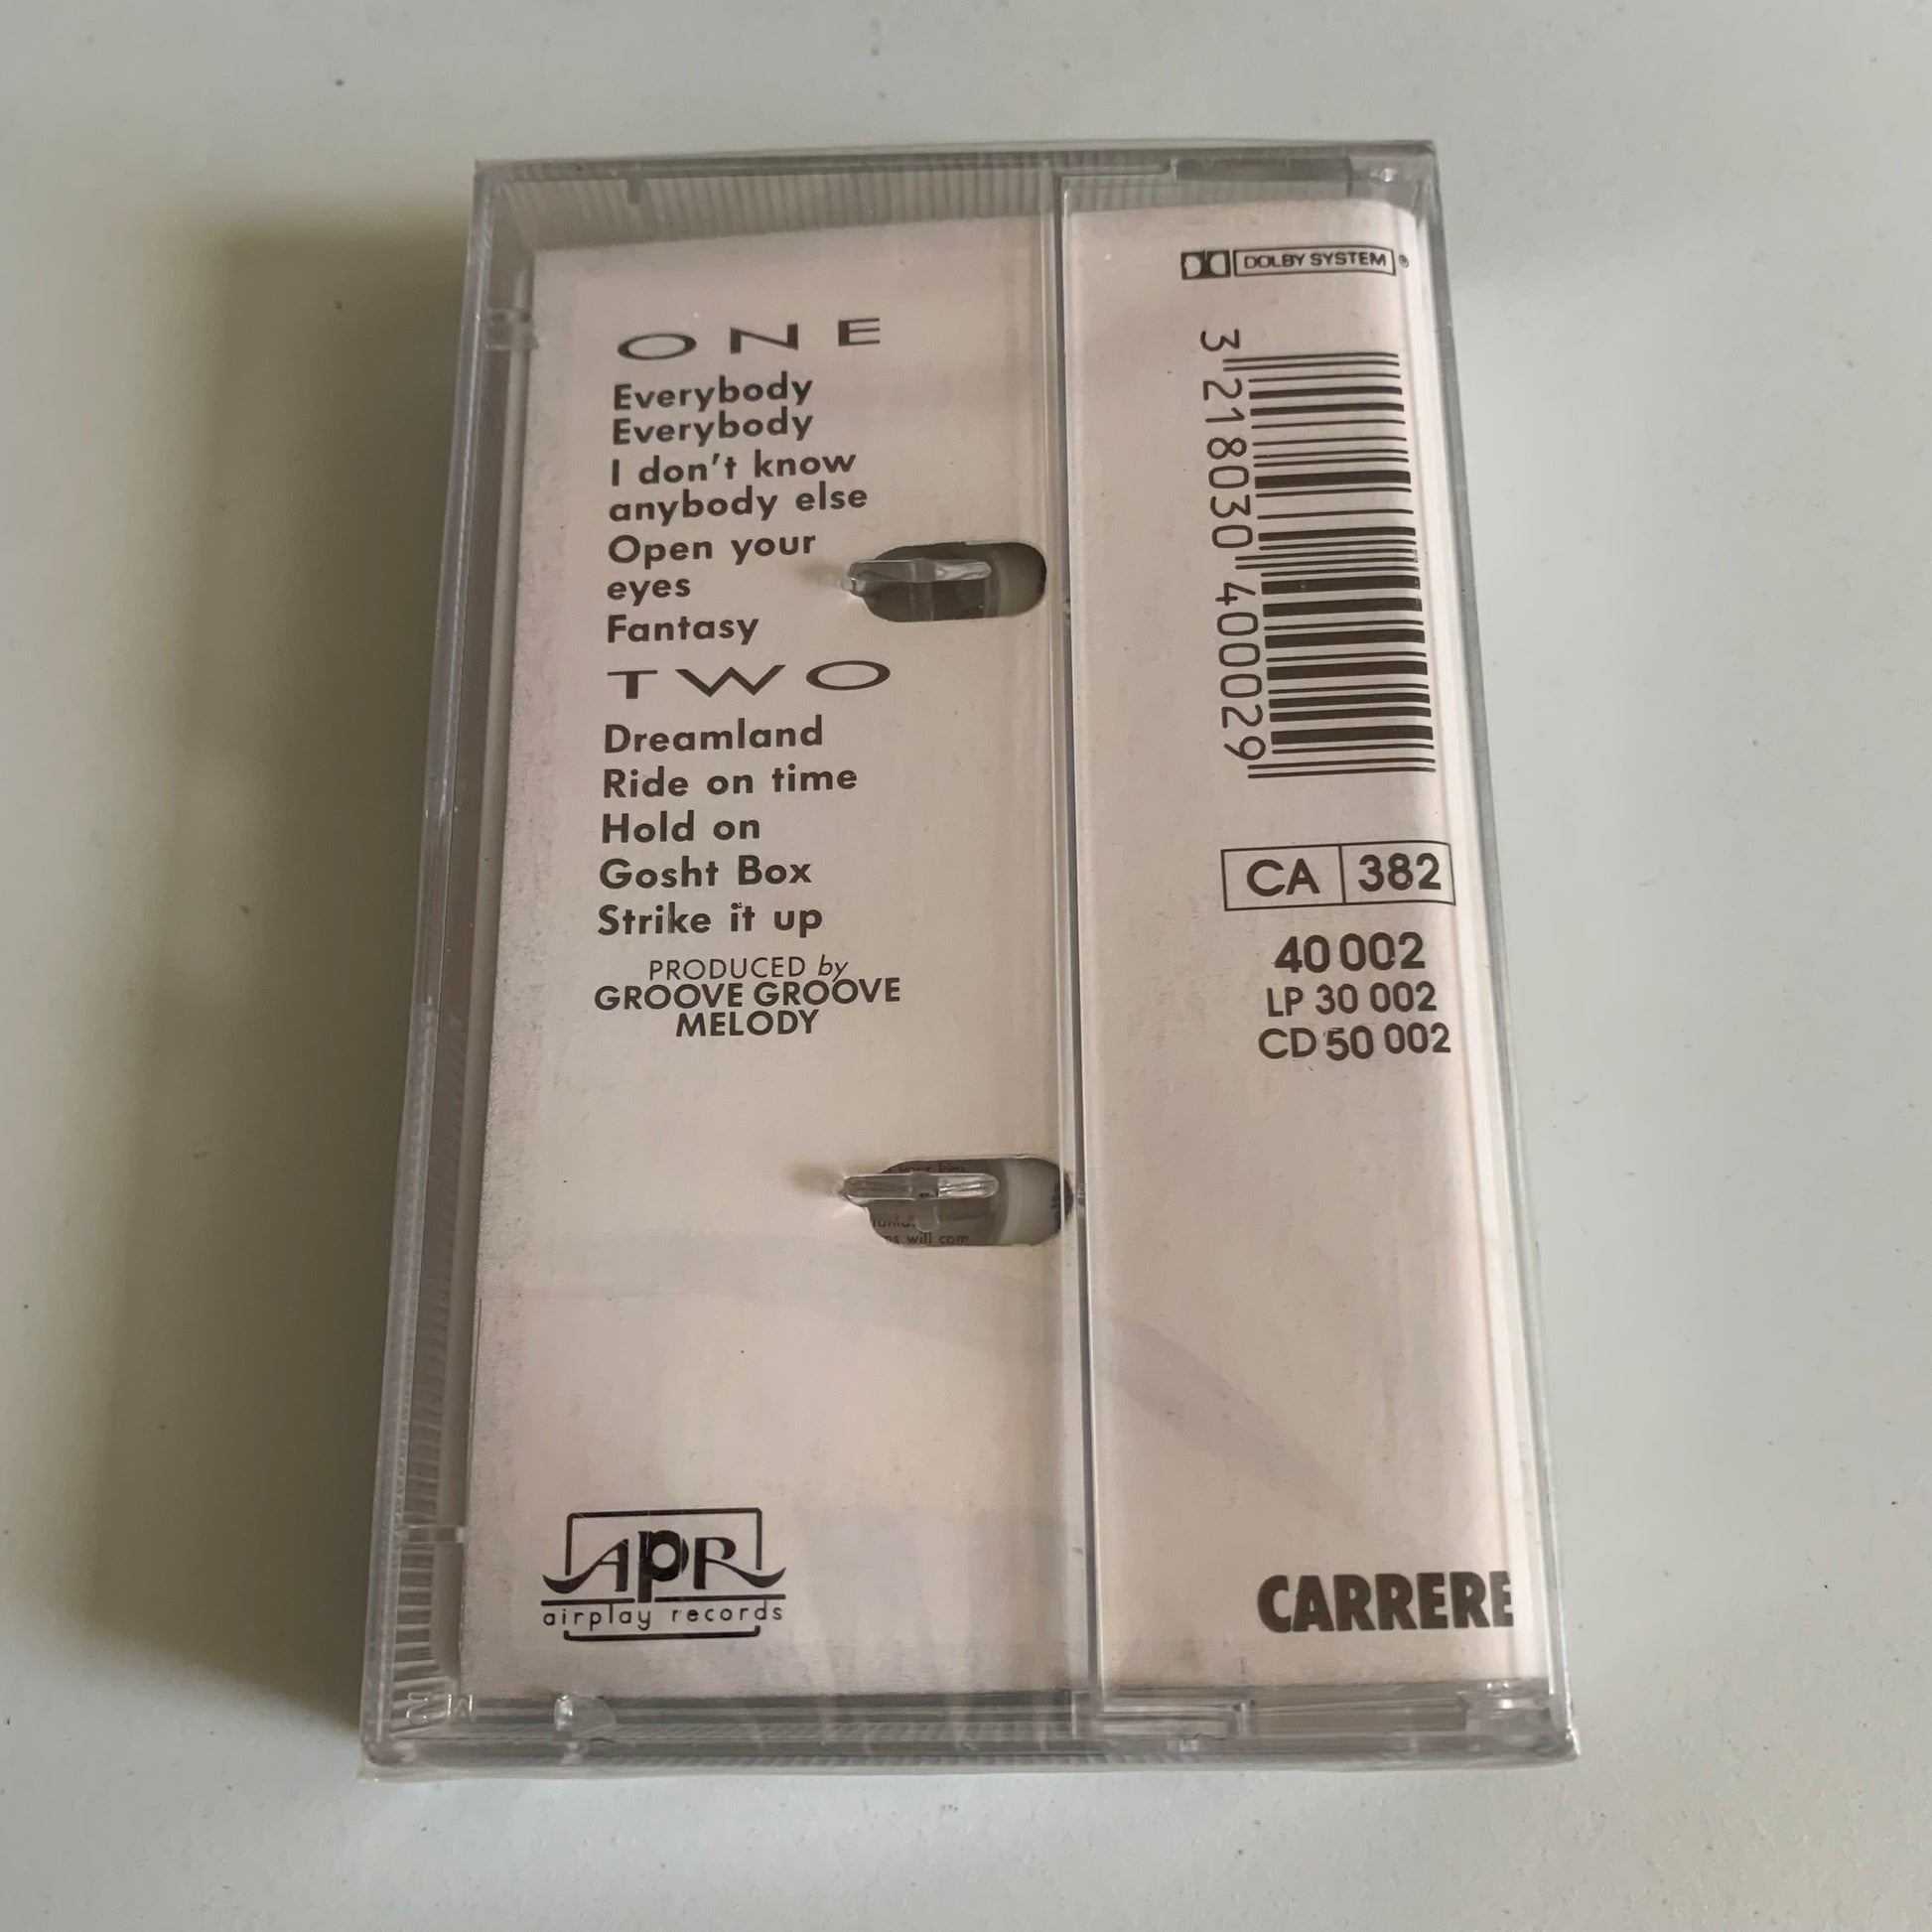 ONE
Everybody
Everybody
I don't know
anybody else
Open your
eyes
Fantasy
TWO
Dreamland
Ride on time
Hold on
Gosht Box
Strike it up
PRODUCED by
GROOVE GROOVE
MELODY
will com
APR
airplay records
DOLBY SYSTEM ®
3 218030 400029
CA 382
40 002
LP 30 002
CD 50 002
CARRERE